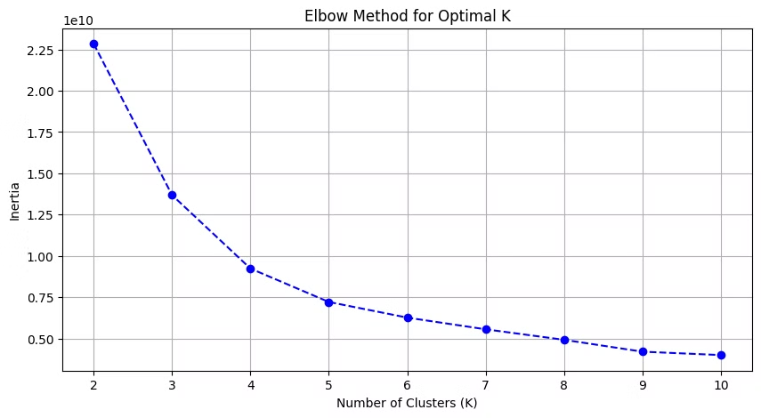 Elbow Method for Optimal K
1e10
2.25
2.00
1.75
1.50
1.25
1.00
0.75
0.50
Inertia
2 3 4 5 6 7 8 9 10
Number of Clusters (K)